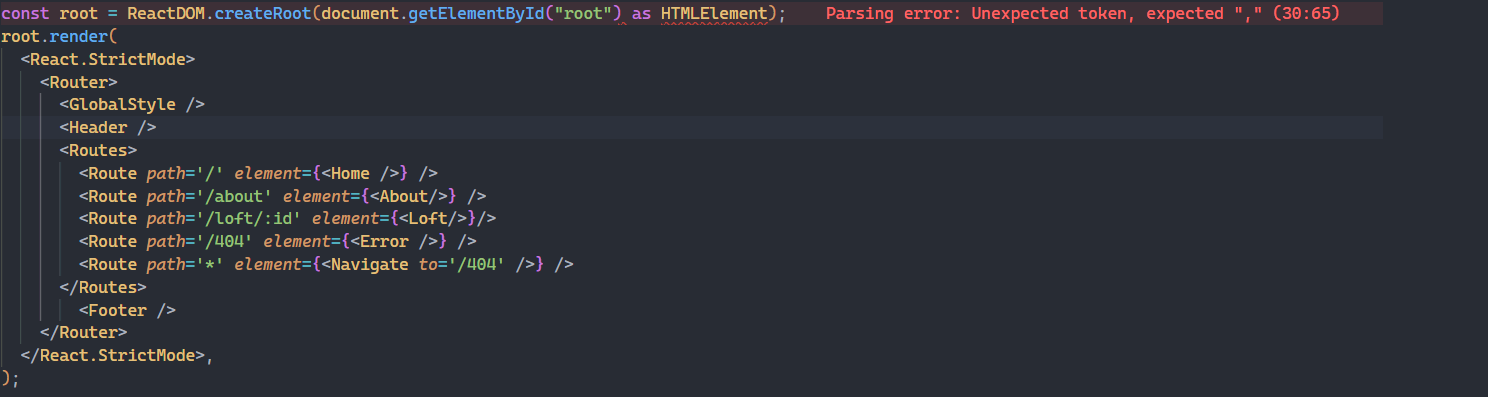 const root = ReactDOM.createRoot(document.getElementById("root") as HTMLElement); Parsing error: Unexpected token, expected "," (30:65)
root.render(
<React.StrictMode>
<Router>
<GlobalStyle />
<Header />
<Routes>
<Route path='/' element={<Home />} />
<Route path='/about' element={<About/>} />
<Route path='/loft/:id' element={<Loft/>}/>
<Route path='/404' element={<Error />} />
<Route path='*' element={<Navigate to='/404' />} />
</Routes>
<Footer />
</Router>
</React.StrictMode>,
);